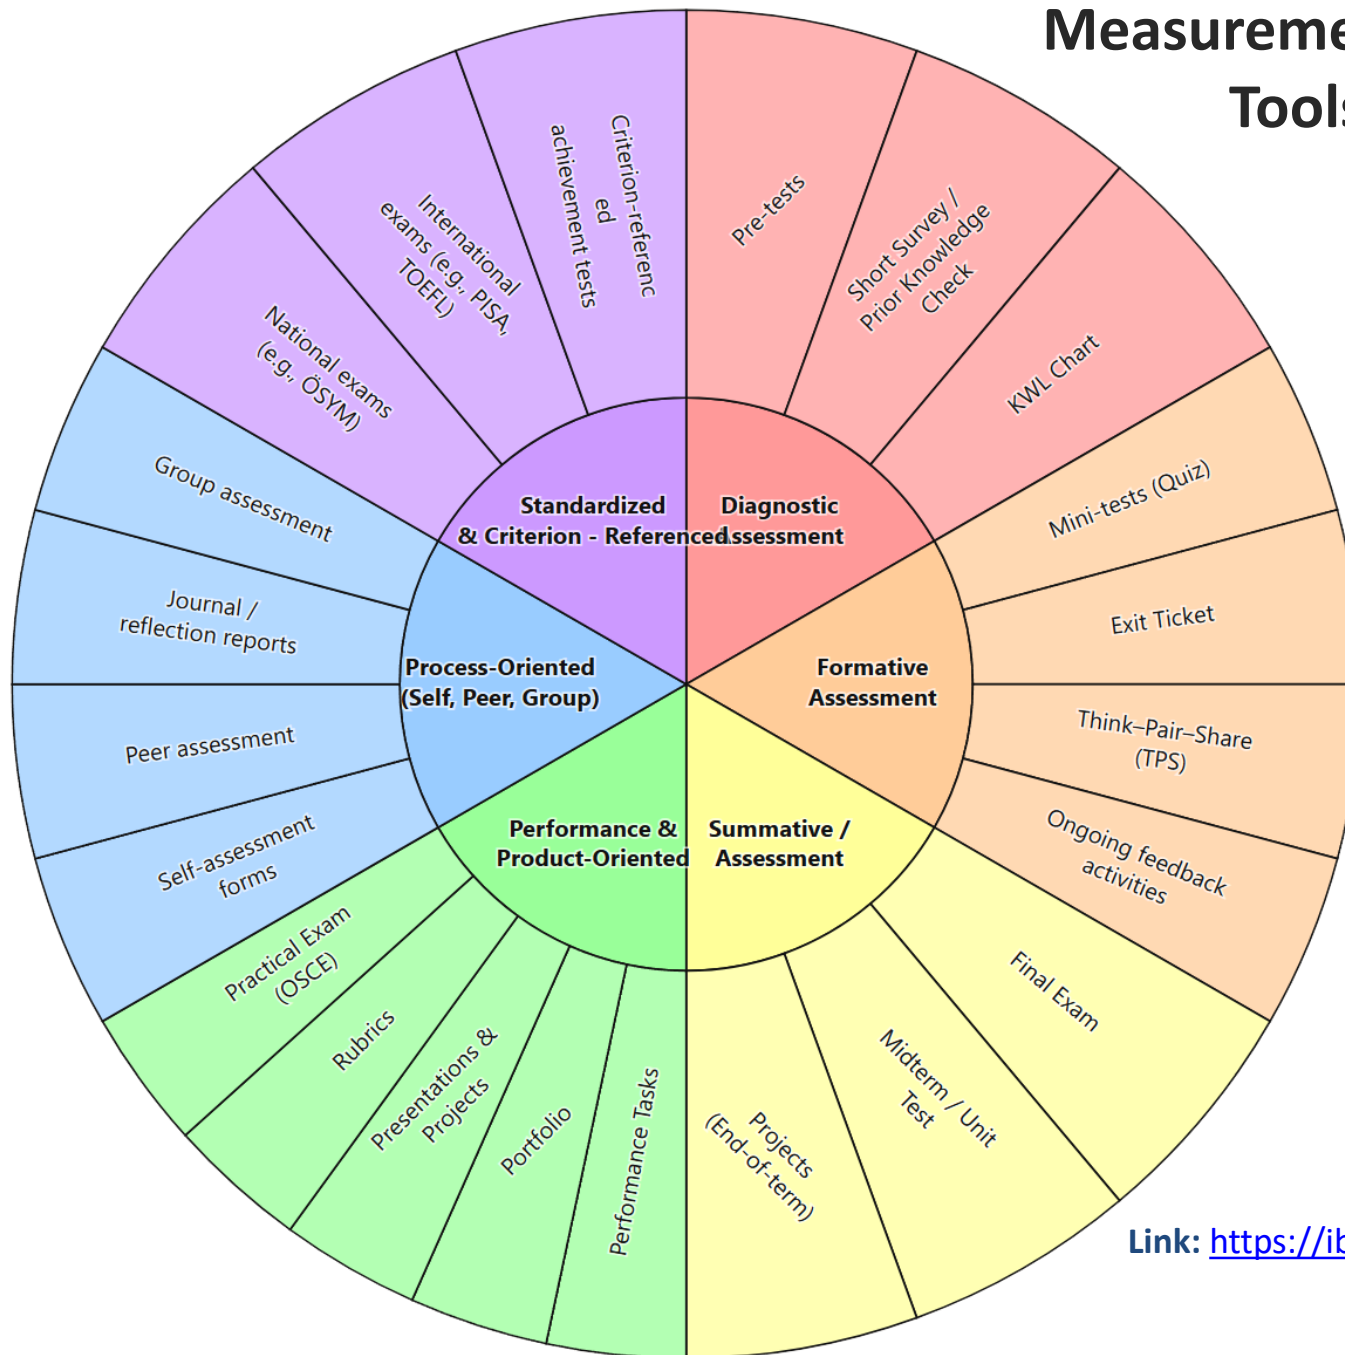 Measureme
Tools
Pre-tests
Short Survey /
Prior Knowledge
Check
KWL Chart
Mini-tests (Quiz)
Exit Ticket
Think–Pair–Share
(TPS)
Ongoing feedback
activities
Final Exam
Midterm / Unit
Test
Projects
(End-of-term)
Performance Tasks
Portfolio
Presentations &
Projects
Rubrics
Practical Exam
(OSCE)
Self-assessment
forms
Peer assessment
Journal /
reflection reports
Group assessment
National exams
(e.g., ÖSYM)
International
exams (e.g., PISA,
TOEFL)
Criterion-referenc
ed
achievement tests
Standardized
& Criterion - Referenced
Diagnostic
Assessment
Formative
Assessment
Summative /
Assessment
Performance &
Product-Oriented
Process-Oriented
(Self, Peer, Group)
Link: https://ib